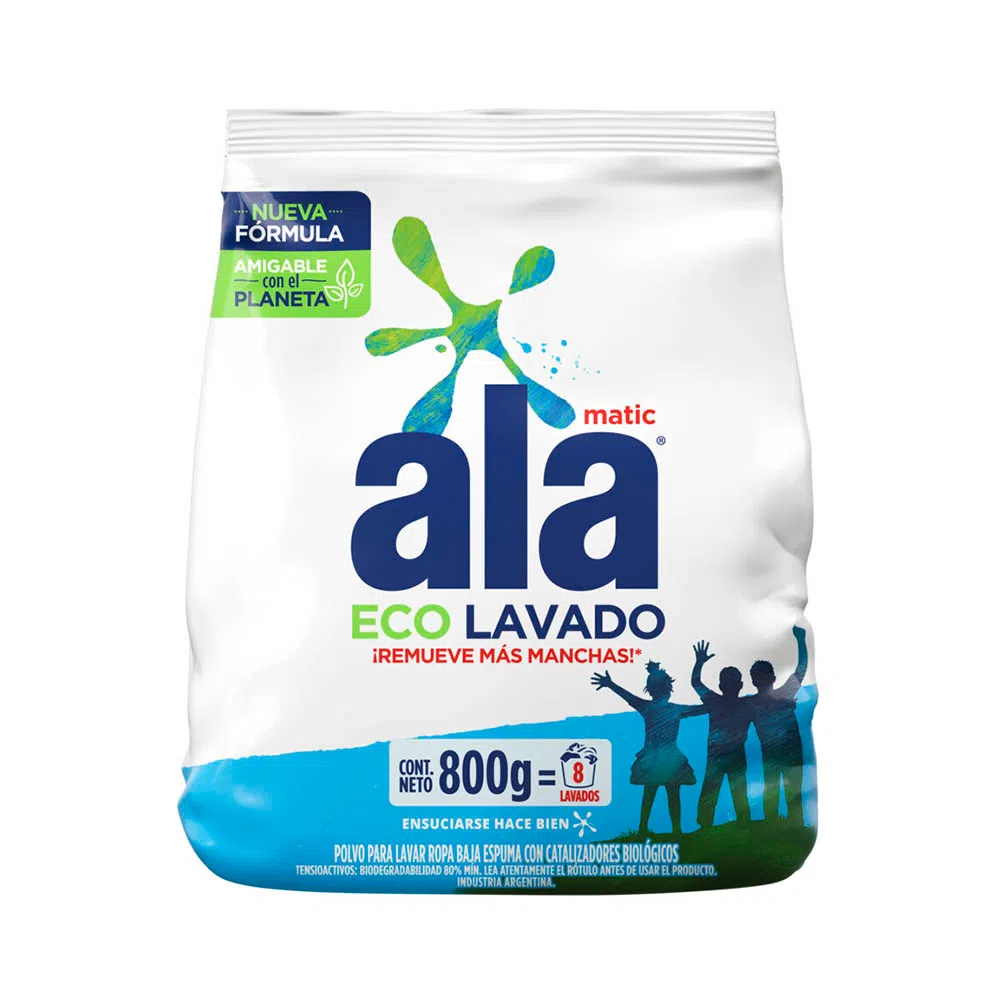 NUEVA
FÓRMULA
AMIGABLE
con el
PLANETA
matic
ala®
ECO LAVADO
¡REMUEVE MÁS MANCHAS!*
CONT. NETO 800g = 8 LAVADOS
ENSUCIARSE HACE BIEN
POLVO PARA LAVAR ROPA BAJA ESPUMA CON CATALIZADORES BIOLÓGICOS
TENSIOACTIVOS: BIODEGRADABILIDAD 80% MÍN. LEA ATENTAMENTE EL RÓTULO ANTES DE USAR EL PRODUCTO.
INDUSTRIA ARGENTINA.